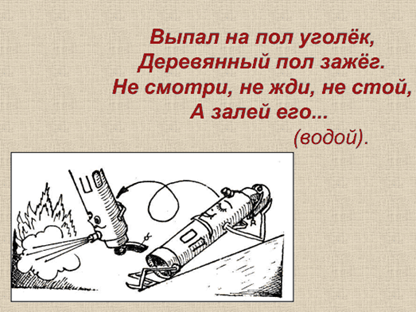 Выпал на пол уголёк,
Деревянный пол зажёг.
Не смотри, не жди, не стой,
А залей его...
(водой).